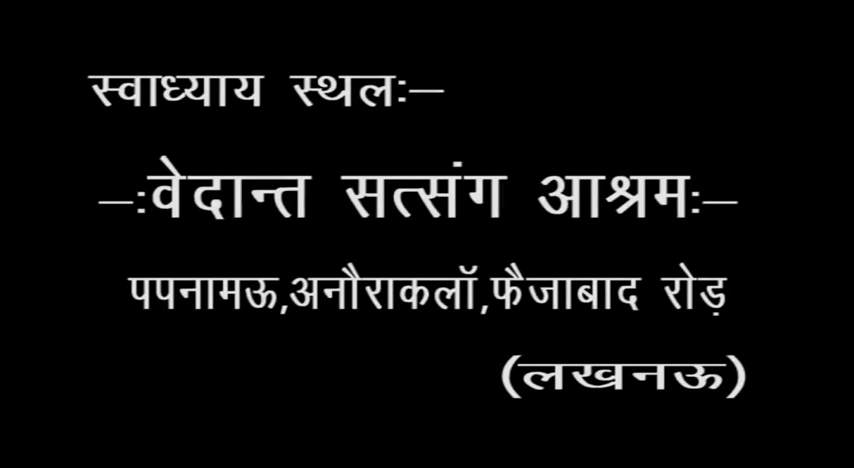 स्वाध्याय स्थलः–
–ःवेदान्त सत्संग आश्रमः–
पपनामऊ,अनौराकलॉ,फैजाबाद रोड़
(लखनऊ)